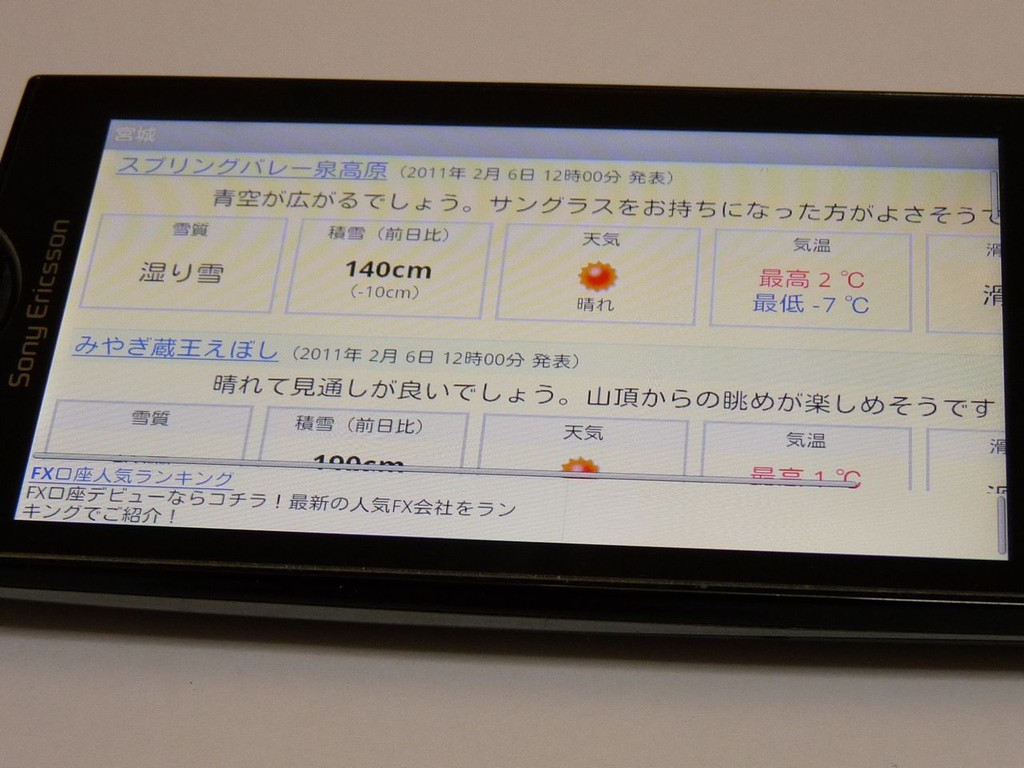 Sony Ericsson
宮城
スプリングバレー泉高原 (2011年 2月 6日 12時00分 発表)
青空が広がるでしょう。サングラスをお持ちになった方がよさそうで
雪質 積雪（前日比） 天気 気温 滑
湿り雪 140cm (-10cm) 晴れ 最高 2 ℃ 滑
最低 -7 ℃
みやぎ蔵王えぼし (2011年 2月 6日 12時00分 発表)
晴れて見通しが良いでしょう。山頂からの眺めが楽しめそうです
雪質 積雪（前日比） 天気 気温 滑
190cm 最高 1 ℃
FX口座人気ランキング
FX口座デビューならコチラ！最新の人気FX会社をラン
キングでご紹介！